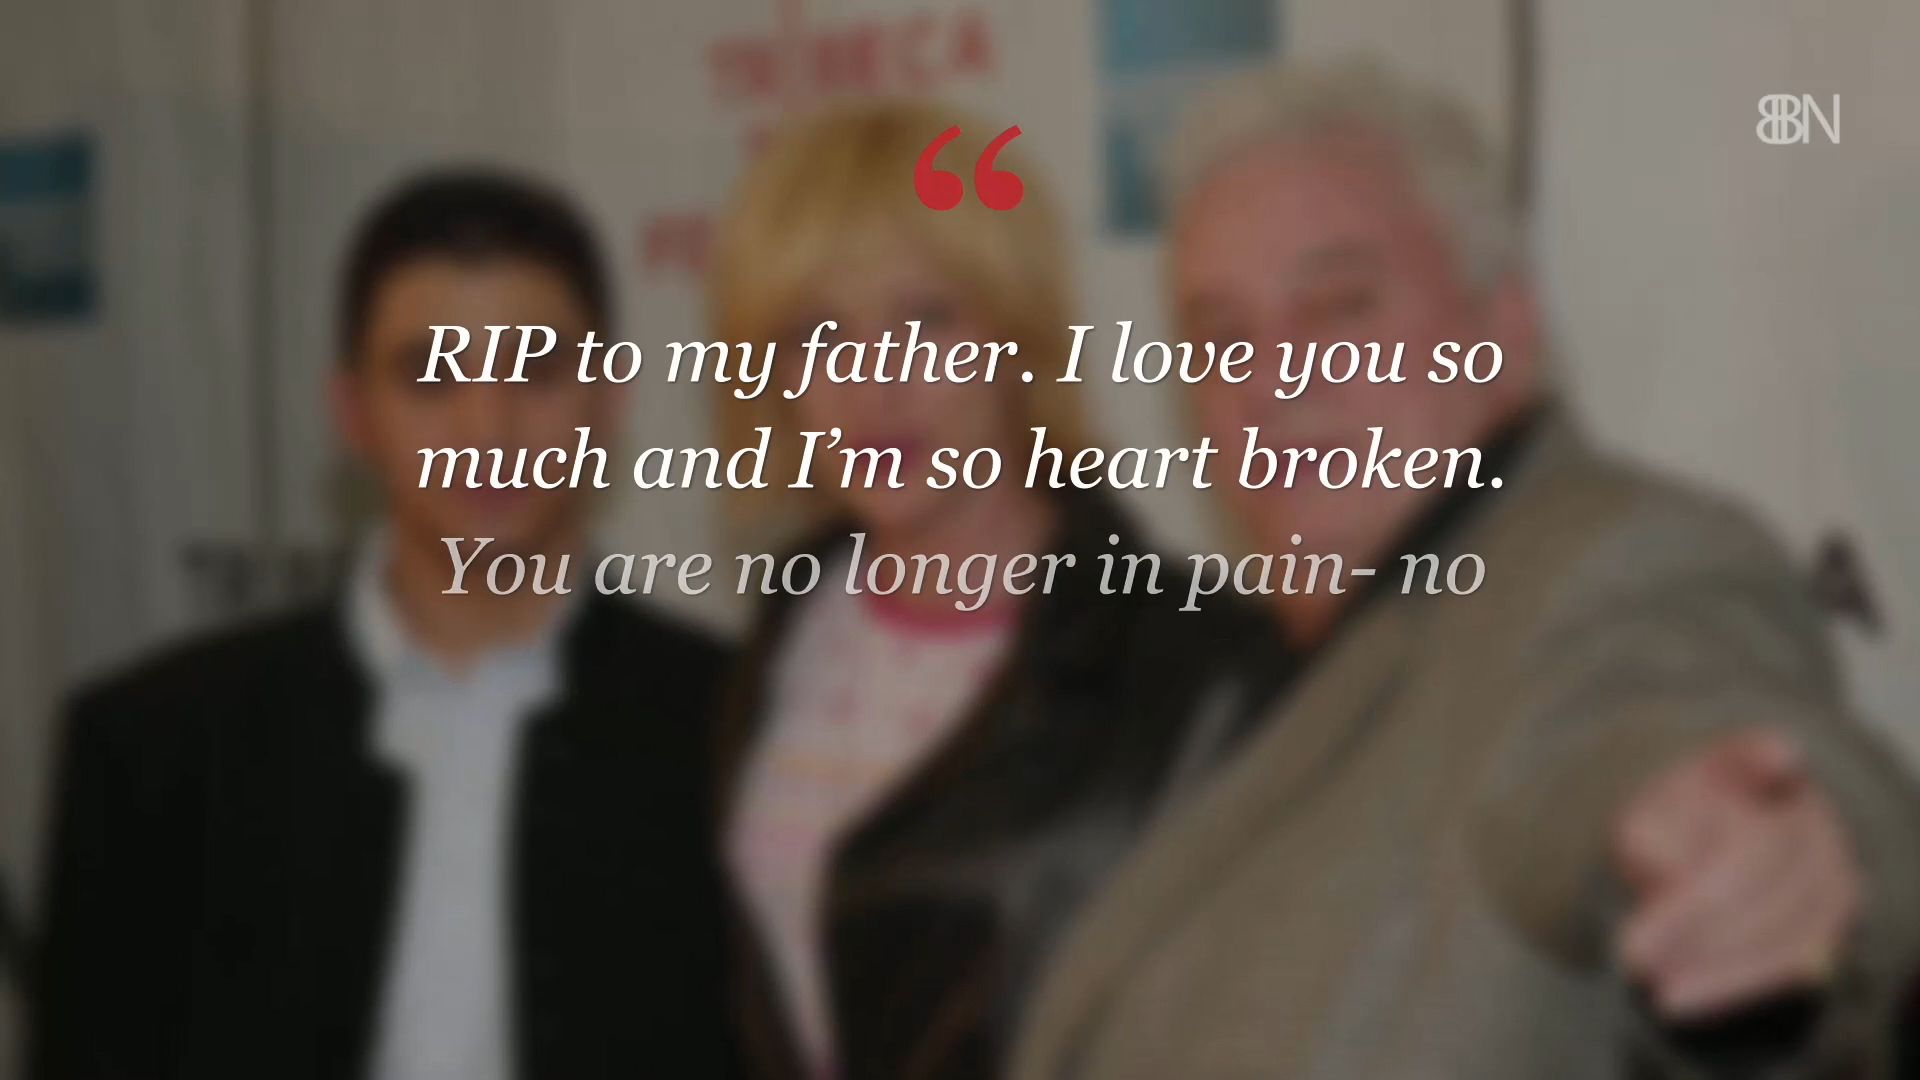 TRIBECA
BBN
“
RIP to my father. I love you so
much and I’m so heart broken.
You are no longer in pain- no